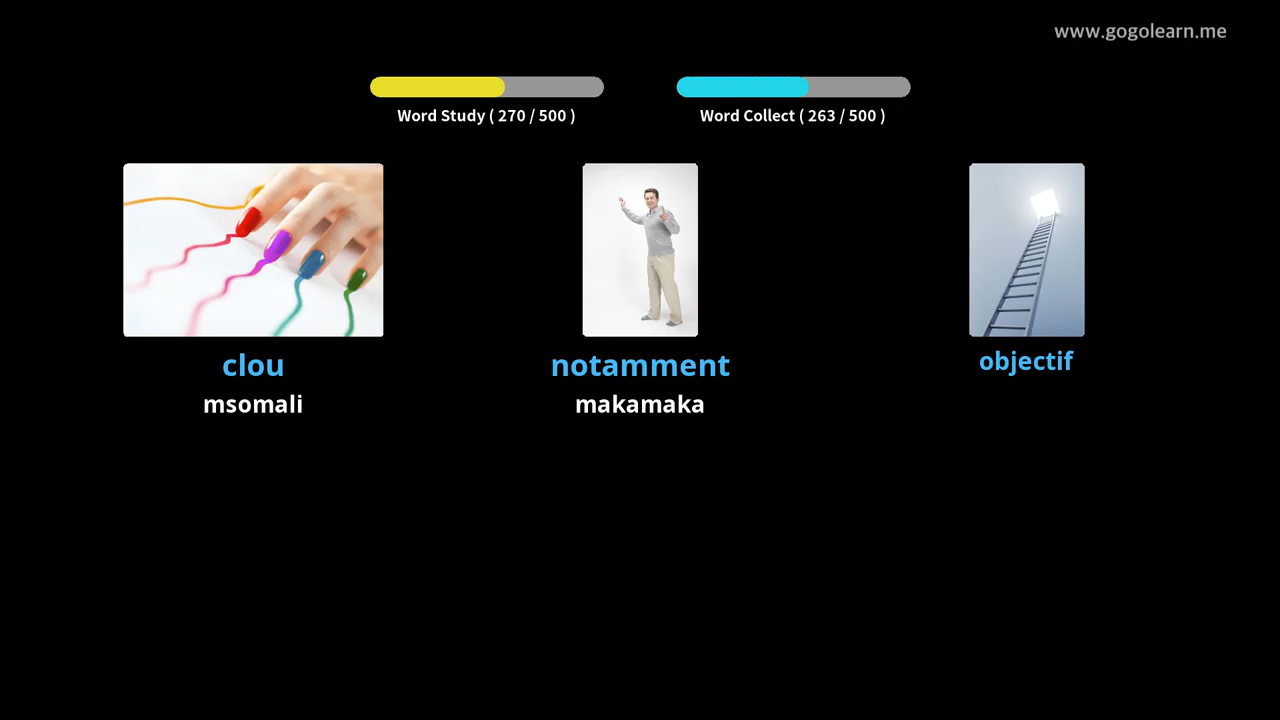 www.gogolearn.me
Word Study ( 270 / 500 )
Word Collect ( 263 / 500 )
clou
notamment
objectif
msomali
makamaka